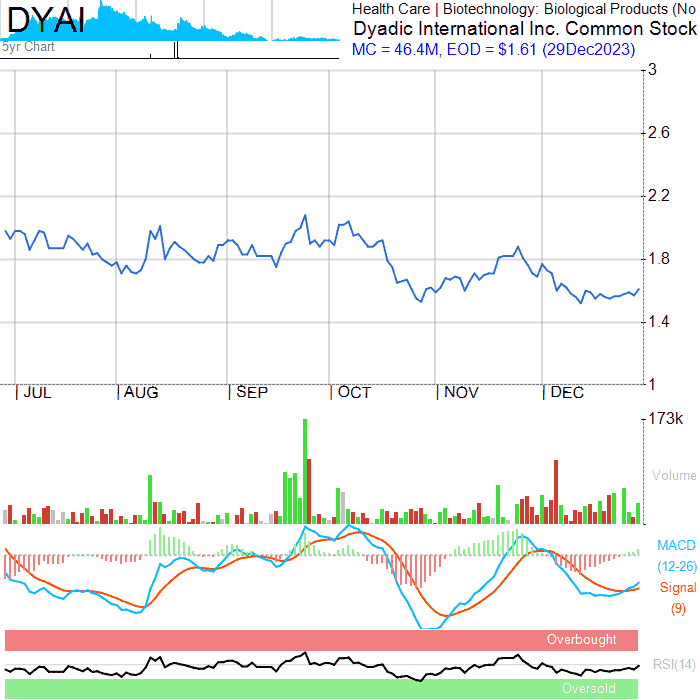 DYAI
5yr Chart
Health Care | Biotechnology: Biological Products (No
Dyadic International Inc. Common Stock
MC = 46.4M, EOD = $1.61 (29Dec2023)
3
2.6
2.2
1.8
1.4
1
| JUL | AUG | SEP | OCT | NOV | DEC
173k
Volume
MACD
(12-26)
Signal
(9)
Overbought
RSI(14)
Oversold